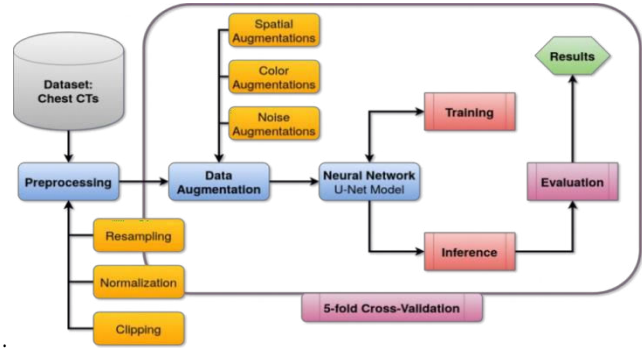 Spatial
Augmentations
Color
Augmentations
Noise
Augmentations
Dataset:
Chest CTs
Results
Training
Preprocessing
Data
Augmentation
Neural Network
U-Net Model
Evaluation
Resampling
Inference
Normalization
5-fold Cross-Validation
Clipping
.